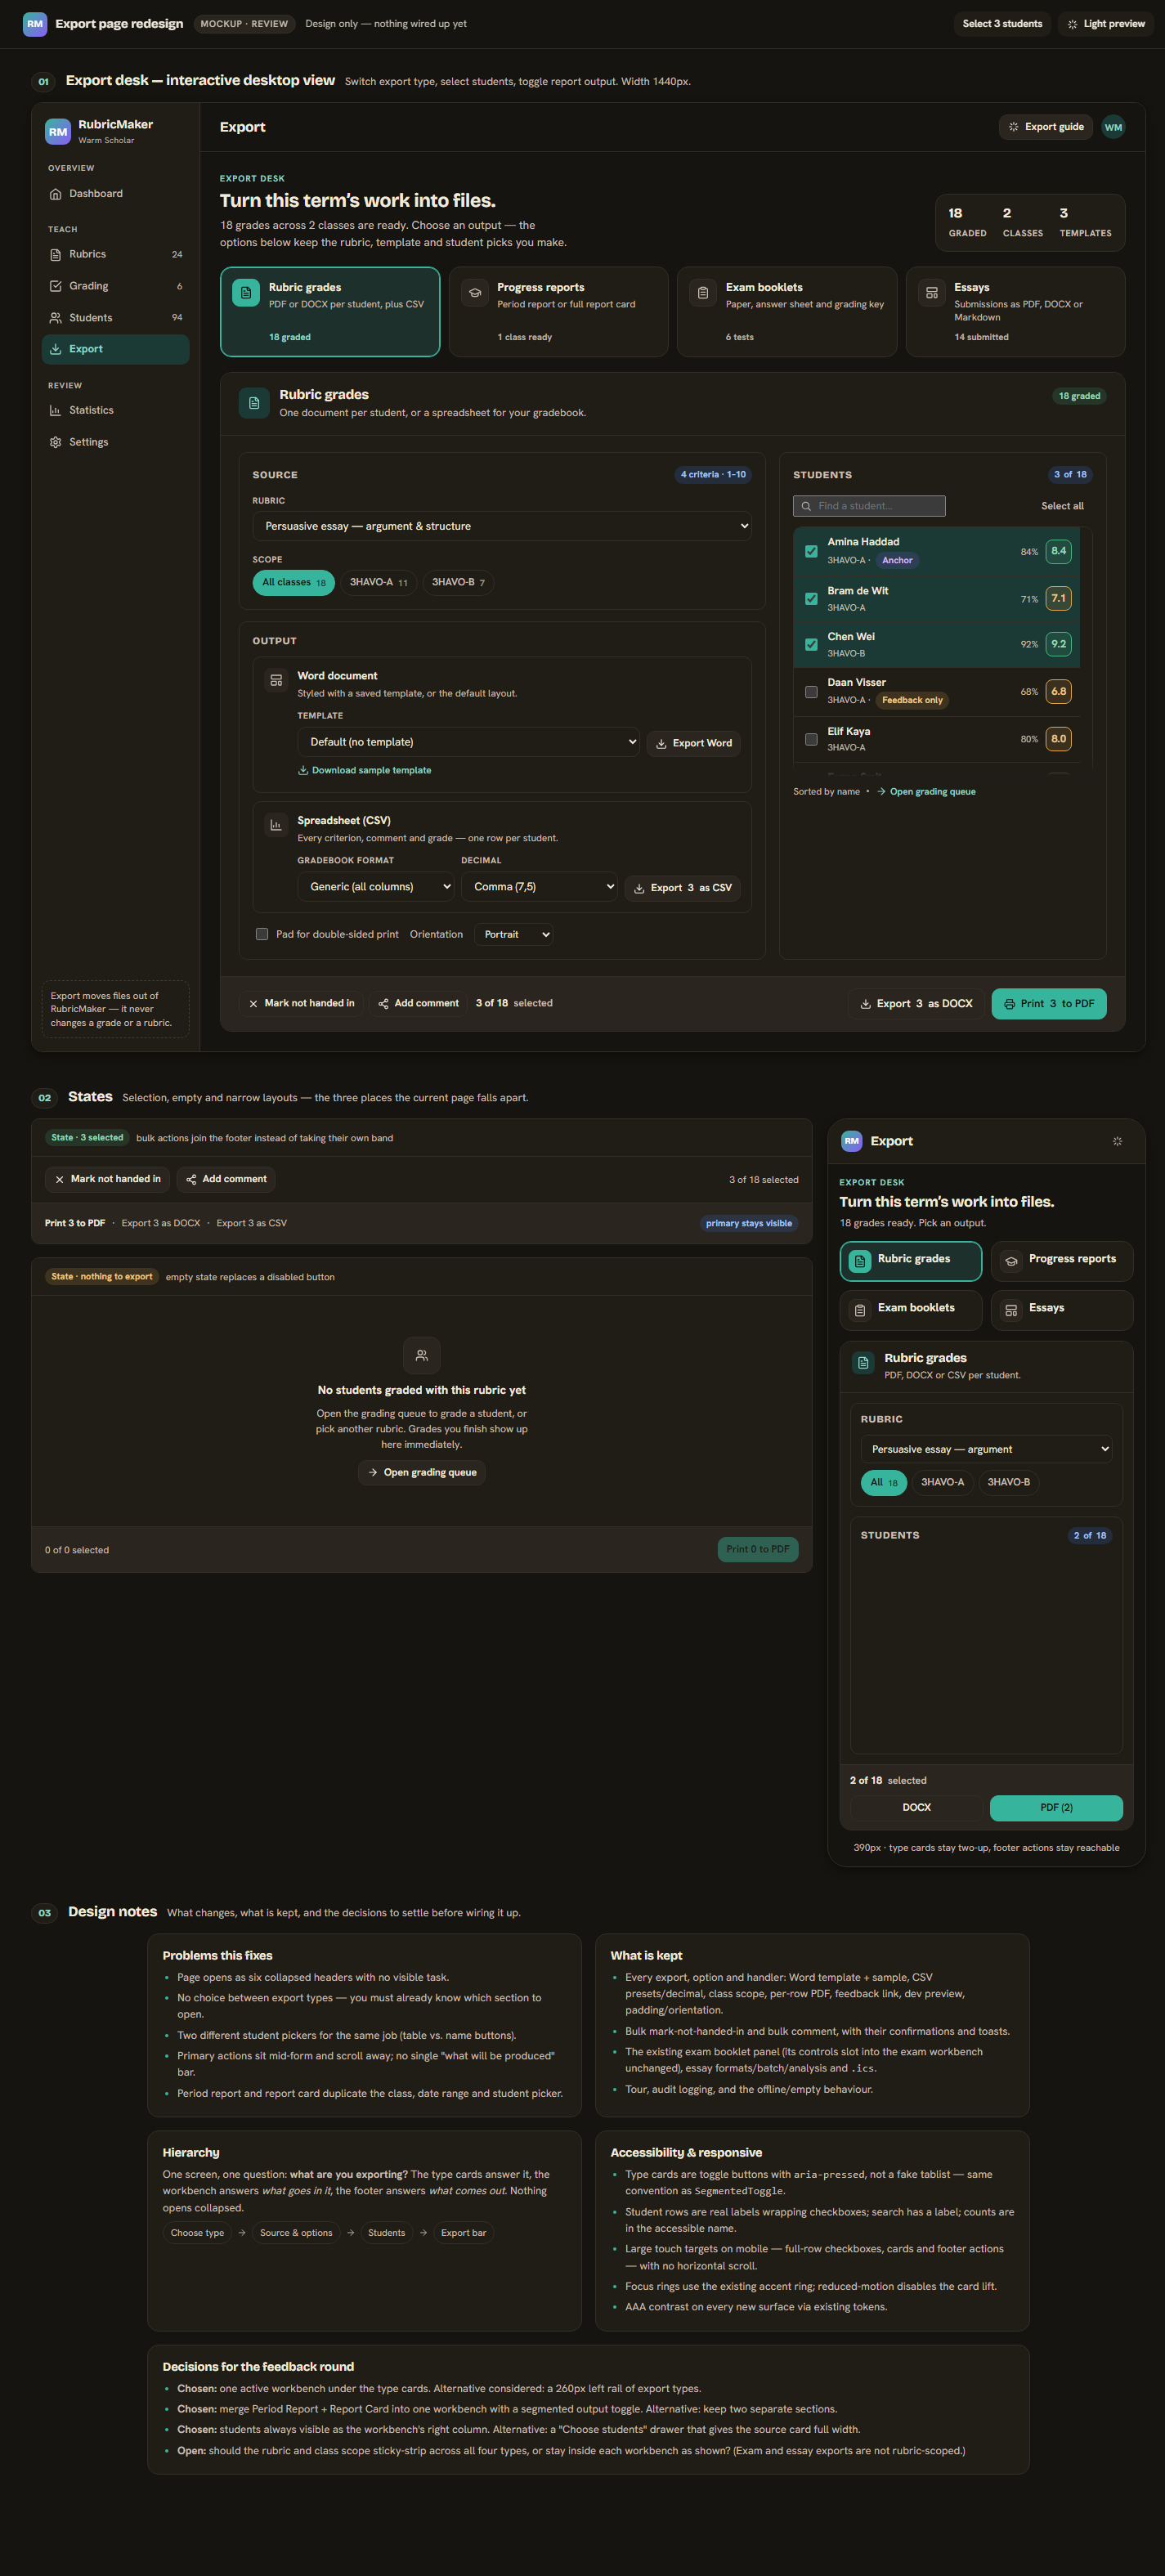 RM Export page redesign MOCKUP · REVIEW Design only — nothing wired up yet Select 3 students Light preview
01 Export desk — interactive desktop view Switch export type, select students, toggle report output. Width 1440px.
RM RubricMaker
Warm Scholar
OVERVIEW
Dashboard
TEACH
Rubrics 24
Grading 6
Students 94
Export
REVIEW
Statistics
Settings
Export moves files out of
RubricMaker — it never
changes a grade or a rubric.
Export Export guide WM
EXPORT DESK
Turn this term's work into files.
18 grades across 2 classes are ready. Choose an output — the
options below keep the rubric, template and student picks you make.
18 2 3
GRADED CLASSES TEMPLATES
Rubric grades
PDF or DOCX per student, plus CSV
18 graded
Progress reports
Period report or full report card
1 class ready
Exam booklets
Paper, answer sheet and grading key
6 tests
Essays
Submissions as PDF, DOCX or
Markdown
14 submitted
Rubric grades
One document per student, or a spreadsheet for your gradebook.
18 graded
SOURCE 4 criteria · 1–10
RUBRIC
Persuasive essay — argument & structure
SCOPE
All classes 18 3HAVO-A 11 3HAVO-B 7
OUTPUT
Word document
Styled with a saved template, or the default layout.
TEMPLATE
Default (no template) Export Word
Download sample template
Spreadsheet (CSV)
Every criterion, comment and grade — one row per student.
GRADEBOOK FORMAT DECIMAL
Generic (all columns) Comma (7,5) Export 3 as CSV
Pad for double-sided print Orientation Portrait
STUDENTS 3 of 18
Find a student... Select all
Amina Haddad
3HAVO-A · Anchor 84% 8.4
Bram de Wit
3HAVO-A 71% 7.1
Chen Wei
3HAVO-B 92% 9.2
Daan Visser
3HAVO-A · Feedback only 68% 6.8
Elif Kaya
3HAVO-A 80% 8.0
Sorted by name • Open grading queue
Mark not handed in Add comment 3 of 18 selected Export 3 as DOCX Print 3 to PDF
02 States Selection, empty and narrow layouts — the three places the current page falls apart.
State · 3 selected bulk actions join the footer instead of taking their own band
Mark not handed in Add comment 3 of 18 selected
Print 3 to PDF · Export 3 as DOCX · Export 3 as CSV primary stays visible
State · nothing to export empty state replaces a disabled button
No students graded with this rubric yet
Open the grading queue to grade a student, or
pick another rubric. Grades you finish show up
here immediately.
Open grading queue
0 of 0 selected Print 0 to PDF
RM Export
EXPORT DESK
Turn this term's work into files.
18 grades ready. Pick an output.
Rubric grades Progress reports
Exam booklets Essays
Rubric grades
PDF, DOCX or CSV per student.
RUBRIC
Persuasive essay — argument
All 18 3HAVO-A 3HAVO-B
STUDENTS 2 of 18
2 of 18 selected
DOCX PDF (2)
390px · type cards stay two-up, footer actions stay reachable
03 Design notes What changes, what is kept, and the decisions to settle before wiring it up.
Problems this fixes
• Page opens as six collapsed headers with no visible task.
• No choice between export types — you must already know which section to
open.
• Two different student pickers for the same job (table vs. name buttons).
• Primary actions sit mid-form and scroll away; no single "what will be produced"
bar.
• Period report and report card duplicate the class, date range and student picker.
What is kept
• Every export, option and handler: Word template + sample, CSV
presets/decimal, class scope, per-row PDF, feedback link, dev preview,
padding/orientation.
• Bulk mark-not-handed-in and bulk comment, with their confirmations and toasts.
• The existing exam booklet panel (its controls slot into the exam workbench
unchanged), essay formats/batch/analysis and .ics.
• Tour, audit logging, and the offline/empty behaviour.
Hierarchy
One screen, one question: what are you exporting? The type cards answer it, the
workbench answers what goes in it, the footer answers what comes out. Nothing
opens collapsed.
Choose type → Source & options → Students → Export bar
Accessibility & responsive
• Type cards are toggle buttons with aria-pressed, not a fake tablist — same
convention as SegmentedToggle.
• Student rows are real labels wrapping checkboxes; search has a label; counts are
in the accessible name.
• Large touch targets on mobile — full-row checkboxes, cards and footer actions
— with no horizontal scroll.
• Focus rings use the existing accent ring; reduced-motion disables the card lift.
• AAA contrast on every new surface via existing tokens.
Decisions for the feedback round
• Chosen: one active workbench under the type cards. Alternative considered: a 260px left rail of export types.
• Chosen: merge Period Report + Report Card into one workbench with a segmented output toggle. Alternative: keep two separate sections.
• Chosen: students always visible as the workbench's right column. Alternative: a "Choose students" drawer that gives the source card full width.
• Open: should the rubric and class scope sticky-strip across all four types, or stay inside each workbench as shown? (Exam and essay exports are not rubric-scoped.)